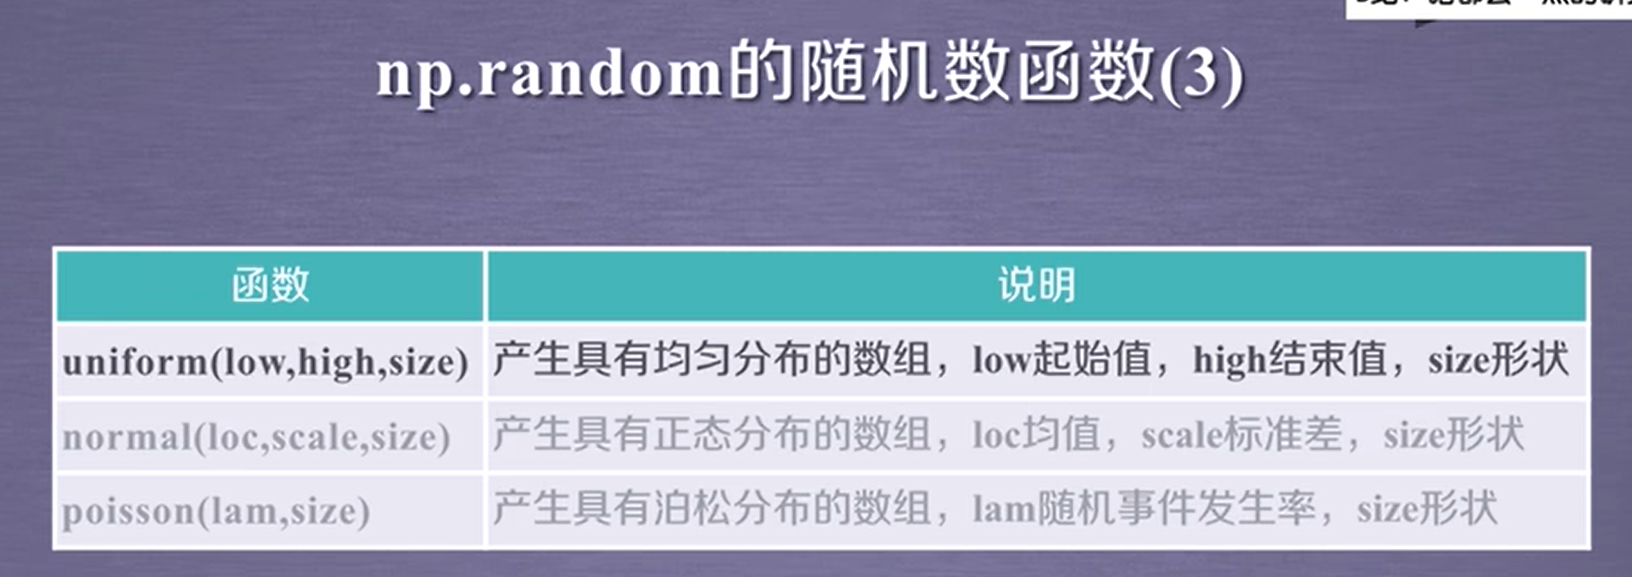 np.random的随机数函数(3)
函数 说明
uniform(low,high,size) 产生具有均匀分布的数组，low起始值，high结束值，size形状
normal(loc,scale,size) 产生具有正态分布的数组，loc均值，scale标准差，size形状
poisson(lam,size) 产生具有泊松分布的数组，lam随机事件发生率，size形状